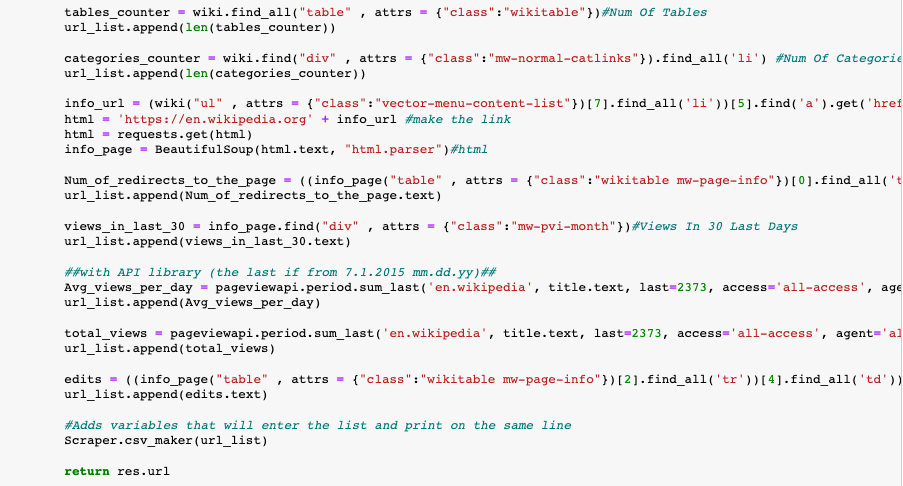 tables_counter = wiki.find_all("table" , attrs = {"class":"wikitable"})#Num Of Tables
url_list.append(len(tables_counter))
categories_counter = wiki.find("div" , attrs = {"class":"mw-normal-catlinks"}).find_all('li') #Num Of Categorie
url_list.append(len(categories_counter))
info_url = (wiki("ul" , attrs = {"class":"vector-menu-content-list"})[7].find_all('li'))[5].find('a').get('href
html = 'https://en.wikipedia.org' + info_url #make the link
html = requests.get(html)
info_page = BeautifulSoup(html.text, "html.parser")#html
Num_of_redirects_to_the_page = ((info_page("table" , attrs = {"class":"wikitable mw-page-info"})[0].find_all('t
url_list.append(Num_of_redirects_to_the_page.text)
views_in_last_30 = info_page.find("div" , attrs = {"class":"mw-pvi-month"})#Views In 30 Last Days
url_list.append(views_in_last_30.text)
##with API library (the last if from 7.1.2015 mm.dd.yy)##
Avg_views_per_day = pageviewapi.period.sum_last('en.wikipedia', title.text, last=2373, access='all-access', age
url_list.append(Avg_views_per_day)
total_views = pageviewapi.period.sum_last('en.wikipedia', title.text, last=2373, access='all-access', agent='al
url_list.append(total_views)
edits = ((info_page("table" , attrs = {"class":"wikitable mw-page-info"})[2].find_all('tr'))[4].find_all('td'))
url_list.append(edits.text)
#Adds variables that will enter the list and print on the same line
Scraper.csv_maker(url_list)
return res.url